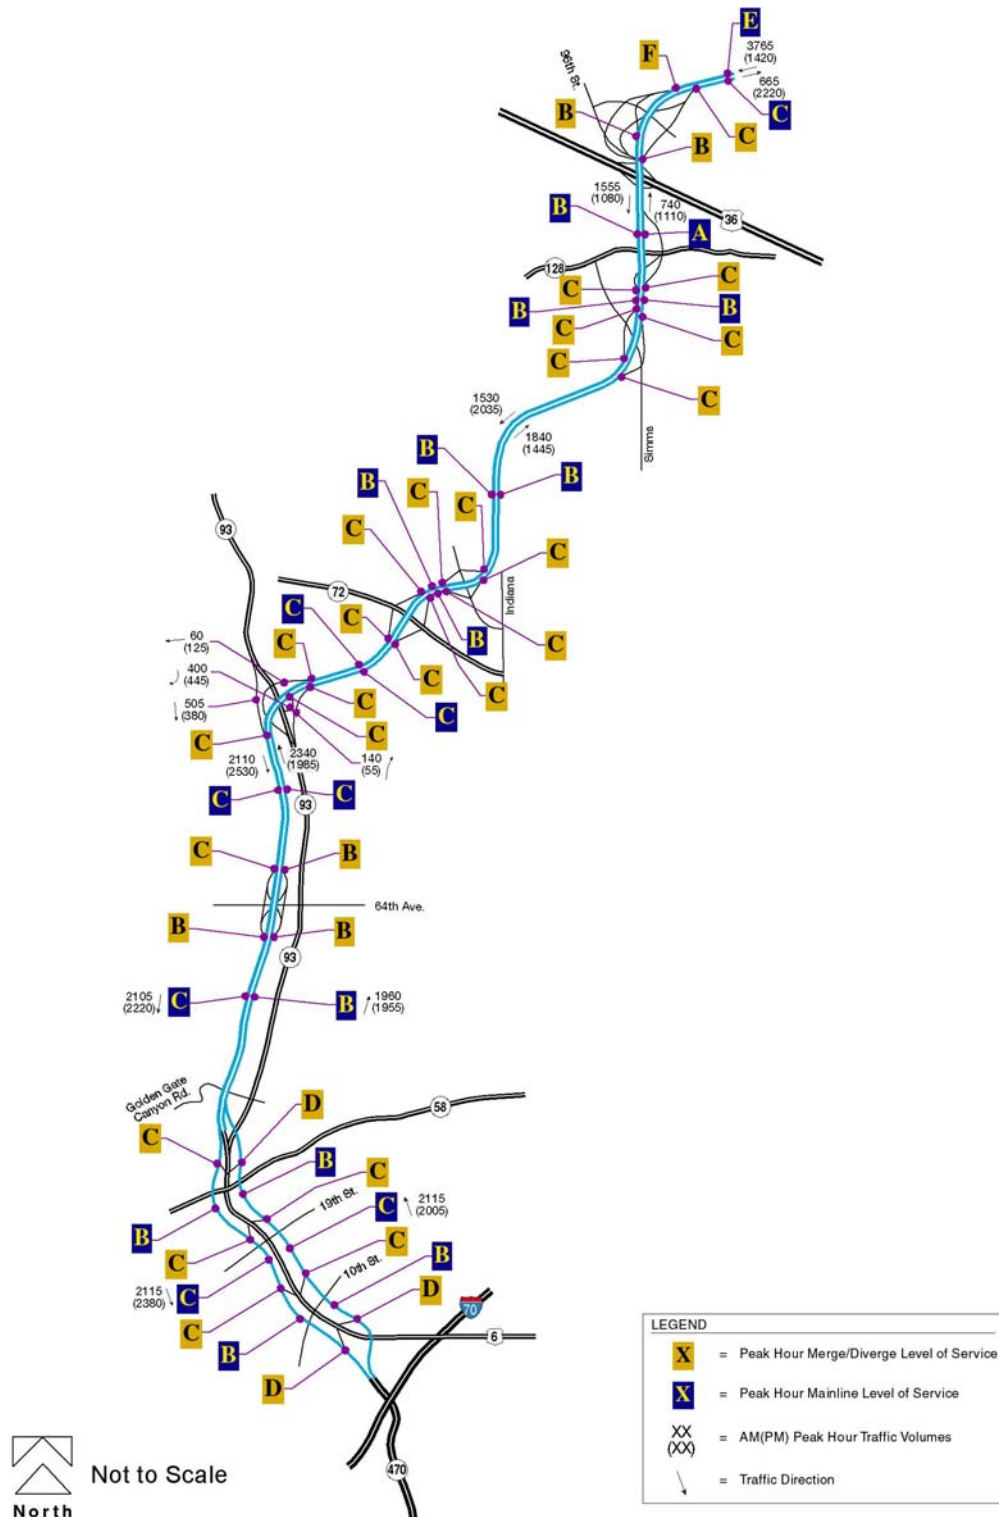 E
3765
(1420)
F
96th St.
665
(2220)
C
B
C
B
1555
(1080)
740
(1110)
36
B
A
128
C
C
B
B
C
C
C
C
1530
(2035)
1840
(1445)
Simms
B
B
B
C
C
93
C
C
72
Indiana
C
C
B
C
60
(125)
C
C
C
400
(445)
C
C
505
(380)
C
C
2110
(2530)
2340
(1985)
140
(55)
C
C
93
C
B
64th Ave.
B
B
93
2105
(2220)
C
B
1960
(1955)
Golden Gate
Canyon Rd.
D
58
C
B
C
19th St.
C
2115
(2005)
B
C
C
B
10th St.
2115
(2380)
C
D
70
C
6
B
D
470
LEGEND
X = Peak Hour Merge/Diverge Level of Service
X = Peak Hour Mainline Level of Service
XX
(XX) = AM(PM) Peak Hour Traffic Volumes
= Traffic Direction
Not to Scale
North